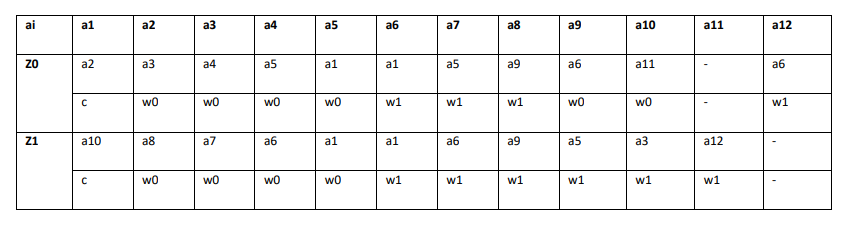 ai a1 a2 a3 a4 a5 a6 a7 a8 a9 a10 a11 a12
Z0 a2 a3 a4 a5 a1 a1 a5 a9 a6 a11 - a6
c w0 w0 w0 w0 w1 w1 w1 w0 w0 - w1
Z1 a10 a8 a7 a6 a1 a1 a6 a9 a5 a3 a12 -
c w0 w0 w0 w0 w1 w1 w1 w1 w1 w1 -